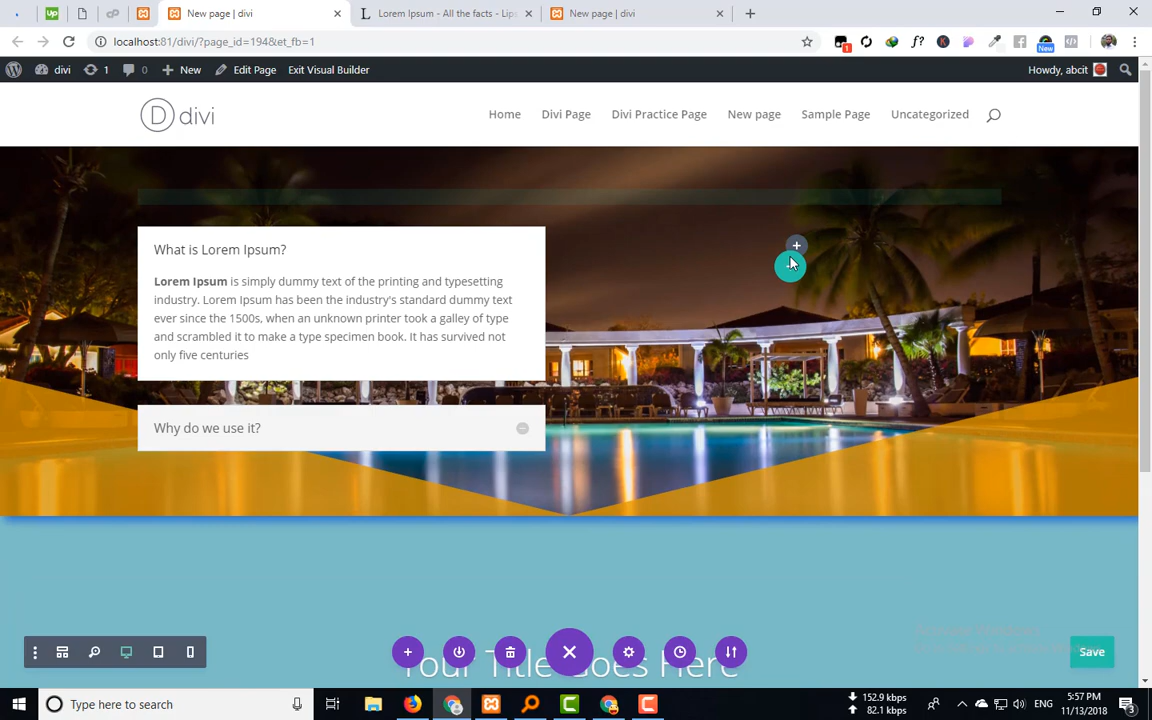 New page | divi
Lorem Ipsum - All the facts - Lips
New page | divi
localhost:81/divi/?page_id=194&et_fb=1
divi
1
0
New
Edit Page
Exit Visual Builder
Howdy, abcit
D divi
Home
Divi Page
Divi Practice Page
New page
Sample Page
Uncategorized
What is Lorem Ipsum?
Lorem Ipsum is simply dummy text of the printing and typesetting
industry. Lorem Ipsum has been the industry's standard dummy text
ever since the 1500s, when an unknown printer took a galley of type
and scrambled it to make a type specimen book. It has survived not
only five centuries
Why do we use it?
Your Title Goes Here
Save
Type here to search
152.9 kbps
82.1 kbps
ENG
5:57 PM
11/13/2018
3